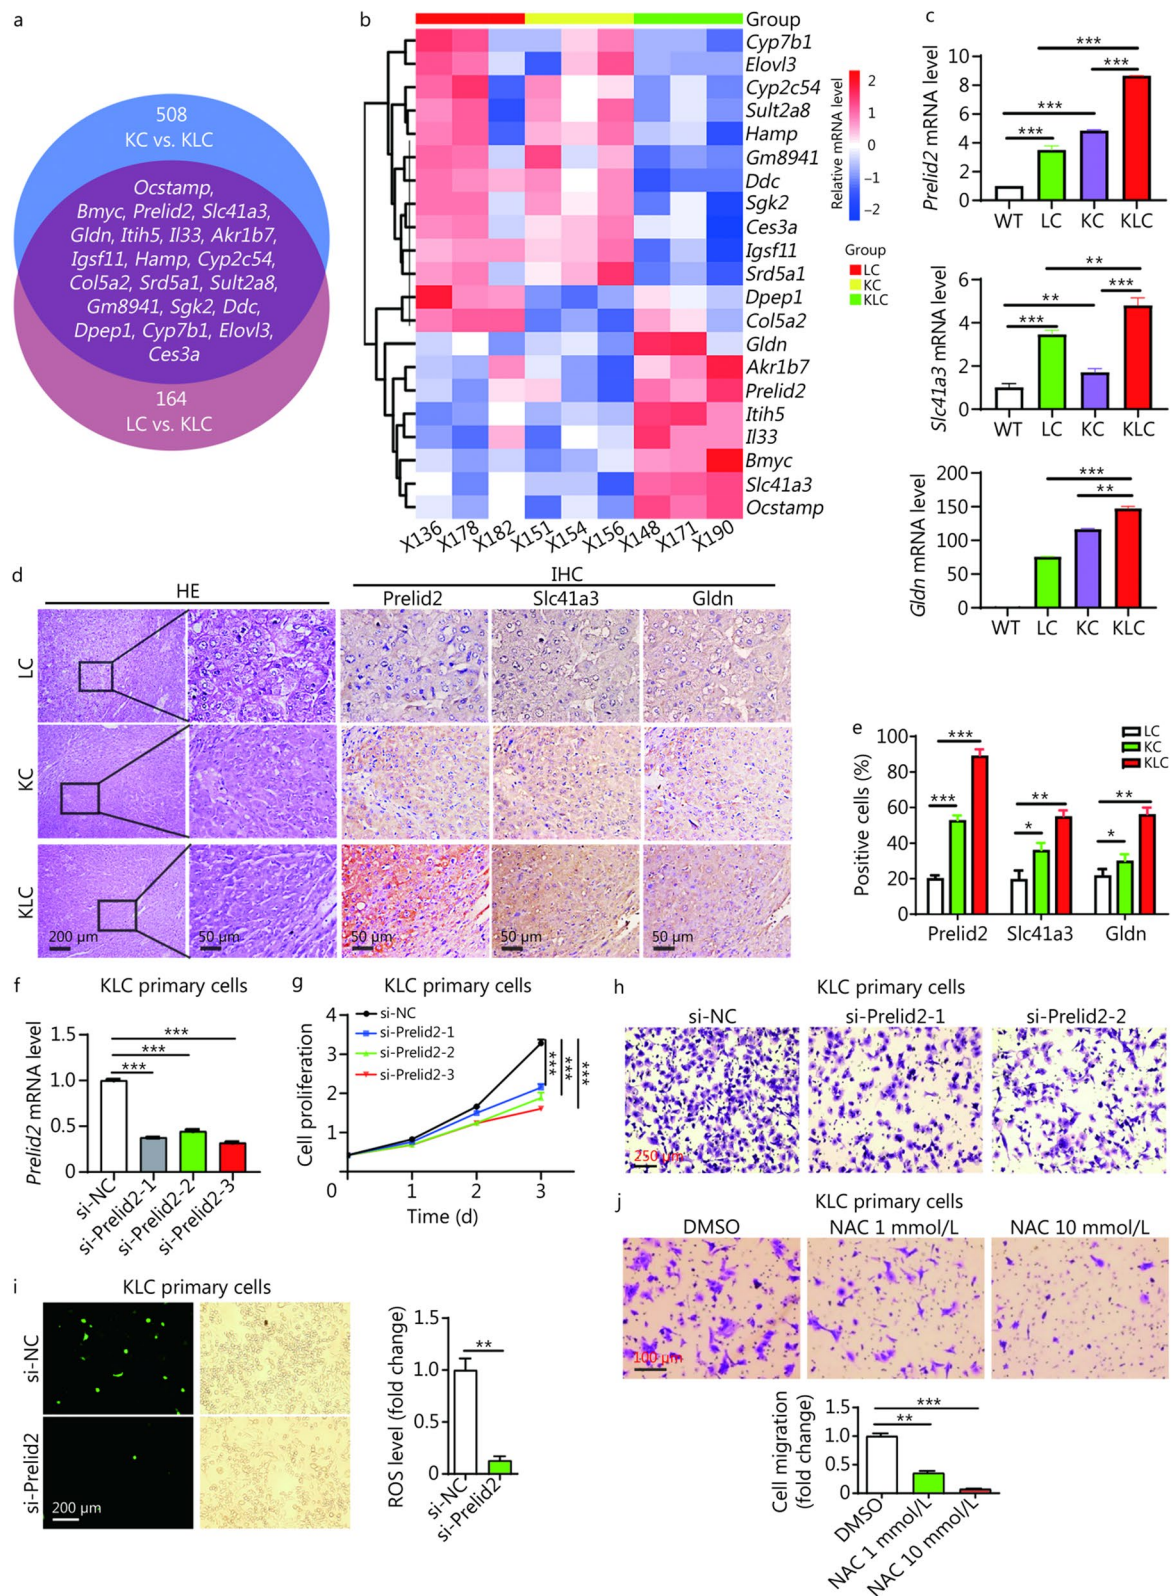 a
508
KC vs. KLC
Ocstamp,
Bmyc, Prelid2, Slc41a3,
Gldn, Itih5, Il33, Akr1b7,
Igsf11, Hamp, Cyp2c54,
Col5a2, Srd5a1, Sult2a8,
Gm8941, Sgk2, Ddc,
Dpep1, Cyp7b1, Elovl3,
Ces3a
164
LC vs. KLC
b
Group
Cyp7b1
Elovl3
Cyp2c54
Sult2a8
Hamp
Gm8941
Ddc
Sgk2
Ces3a
Igsf11
Srd5a1
Dpep1
Col5a2
Gldn
Akr1b7
Prelid2
Itih5
Il33
Bmyc
Slc41a3
Ocstamp
X136 X178 X182 X151 X154 X156 X148 X171 X190
Relative mRNA level
2
1
0
−1
−2
Group
LC
KC
KLC
c
Prelid2 mRNA level
10
8
6
4
2
0
***
***
***
***
WT LC KC KLC
Slc41a3 mRNA level
6
4
2
0
**
***
**
***
WT LC KC KLC
Gldn mRNA level
200
150
100
50
0
***
**
WT LC KC KLC
d
HE
IHC
Prelid2 Slc41a3 Gldn
LC
KC
KLC
200 μm
50 μm
50 μm
50 μm
50 μm
e
Positive cells (%)
100
80
60
40
20
0
LC
KC
KLC
***
***
**
*
**
*
Prelid2 Slc41a3 Gldn
f
KLC primary cells
Prelid2 mRNA level
1.5
1.0
0.5
0
***
***
***
si-NC
si-Prelid2-1
si-Prelid2-2
si-Prelid2-3
g
KLC primary cells
Cell proliferation
4
3
2
1
0
si-NC
si-Prelid2-1
si-Prelid2-2
si-Prelid2-3
***
***
***
1 2 3
Time (d)
h
KLC primary cells
si-NC si-Prelid2-1 si-Prelid2-2
250 μm
i
KLC primary cells
si-NC
si-Prelid2
200 μm
ROS level (fold change)
1.5
1.0
0.5
0
**
si-NC
si-Prelid2
j
KLC primary cells
DMSO NAC 1 mmol/L NAC 10 mmol/L
100 μm
Cell migration
(fold change)
1.5
1.0
0.5
0
***
**
DMSO
NAC 1 mmol/L
NAC 10 mmol/L